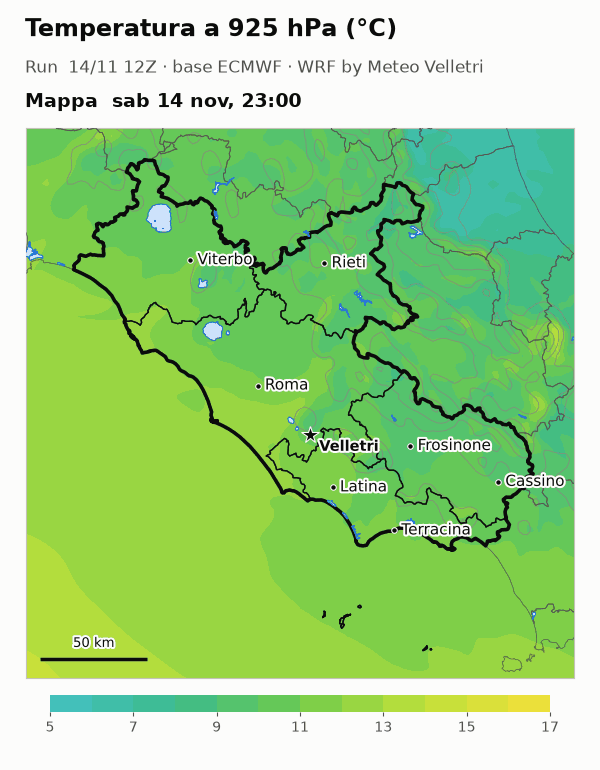 Temperatura a 925 hPa (°C)
Run  14/11 12Z · base ECMWF · WRF by Meteo Velletri
Mappa  sab 14 nov, 23:00
Viterbo
Rieti
Roma
Velletri
Frosinone
Latina
Cassino
Terracina
50 km
5 7 9 11 13 15 17